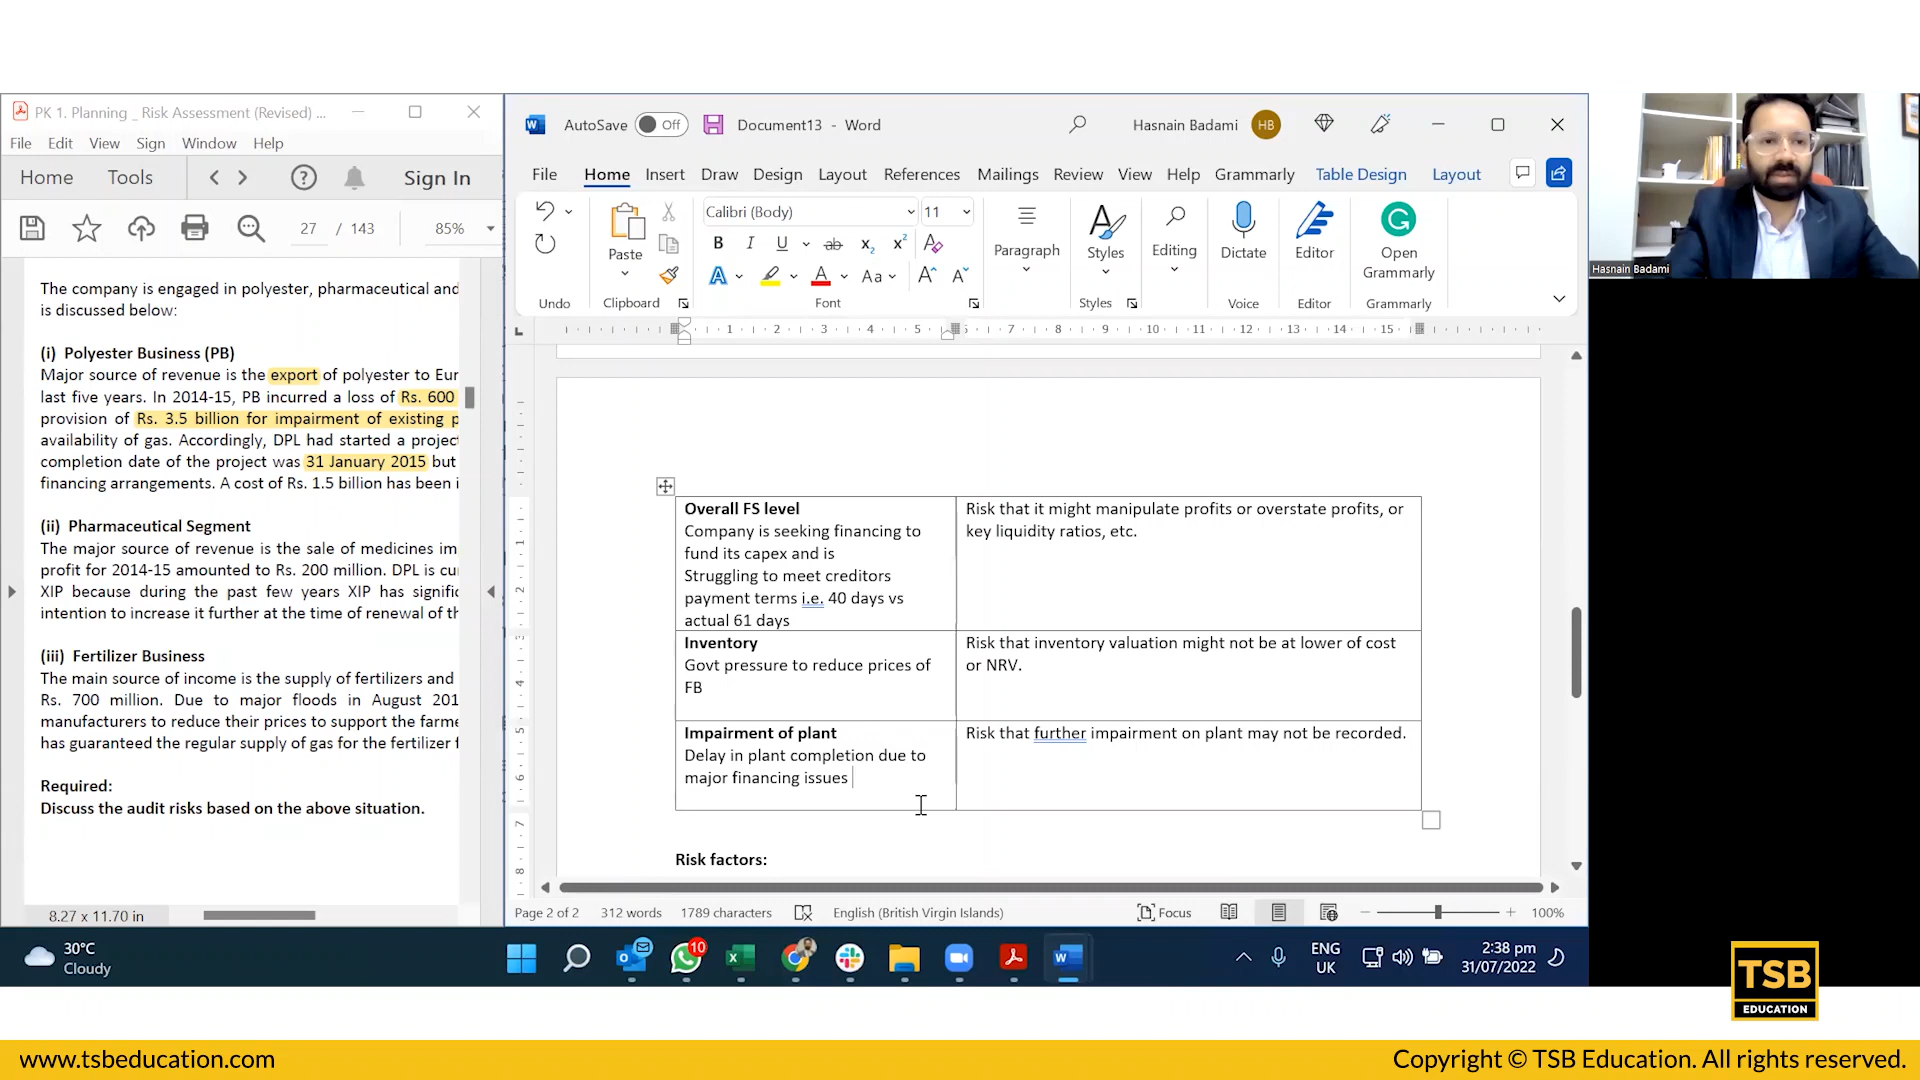 PK 1. Planning _ Risk Assessment (Revised) ...
File Edit View Sign Window Help
Home Tools Sign In
27 / 143 85%
The company is engaged in polyester, pharmaceutical and
is discussed below:
(i) Polyester Business (PB)
Major source of revenue is the export of polyester to Eur
last five years. In 2014-15, PB incurred a loss of Rs. 600
provision of Rs. 3.5 billion for impairment of existing p
availability of gas. Accordingly, DPL had started a project
completion date of the project was 31 January 2015 but
financing arrangements. A cost of Rs. 1.5 billion has been i
(ii) Pharmaceutical Segment
The major source of revenue is the sale of medicines im
profit for 2014-15 amounted to Rs. 200 million. DPL is cu
XIP because during the past few years XIP has signific
intention to increase it further at the time of renewal of th
(iii) Fertilizer Business
The main source of income is the supply of fertilizers and
Rs. 700 million. Due to major floods in August 201
manufacturers to reduce their prices to support the farme
has guaranteed the regular supply of gas for the fertilizer f
Required:
Discuss the audit risks based on the above situation.
8.27 x 11.70 in
AutoSave Off Document13 - Word Hasnain Badami HB
File Home Insert Draw Design Layout References Mailings Review View Help Grammarly Table Design Layout
Calibri (Body) 11
Paste Paragraph Styles Editing Dictate Editor Open Grammarly
Undo Clipboard Font Styles Voice Editor Grammarly
1 2 3 4 5 6 7 8 9 10 11 12 13 14 15
Overall FS level
Company is seeking financing to
fund its capex and is
Struggling to meet creditors
payment terms i.e. 40 days vs
actual 61 days
Risk that it might manipulate profits or overstate profits, or
key liquidity ratios, etc.
Inventory
Govt pressure to reduce prices of
FB
Risk that inventory valuation might not be at lower of cost
or NRV.
Impairment of plant
Delay in plant completion due to
major financing issues
Risk that further impairment on plant may not be recorded.
Risk factors:
Page 2 of 2 312 words 1789 characters English (British Virgin Islands) Focus 100%
Hasnain Badami
30°C
Cloudy
10
ENG
UK
2:38 pm
31/07/2022
TSB
EDUCATION
www.tsbeducation.com
Copyright © TSB Education. All rights reserved.